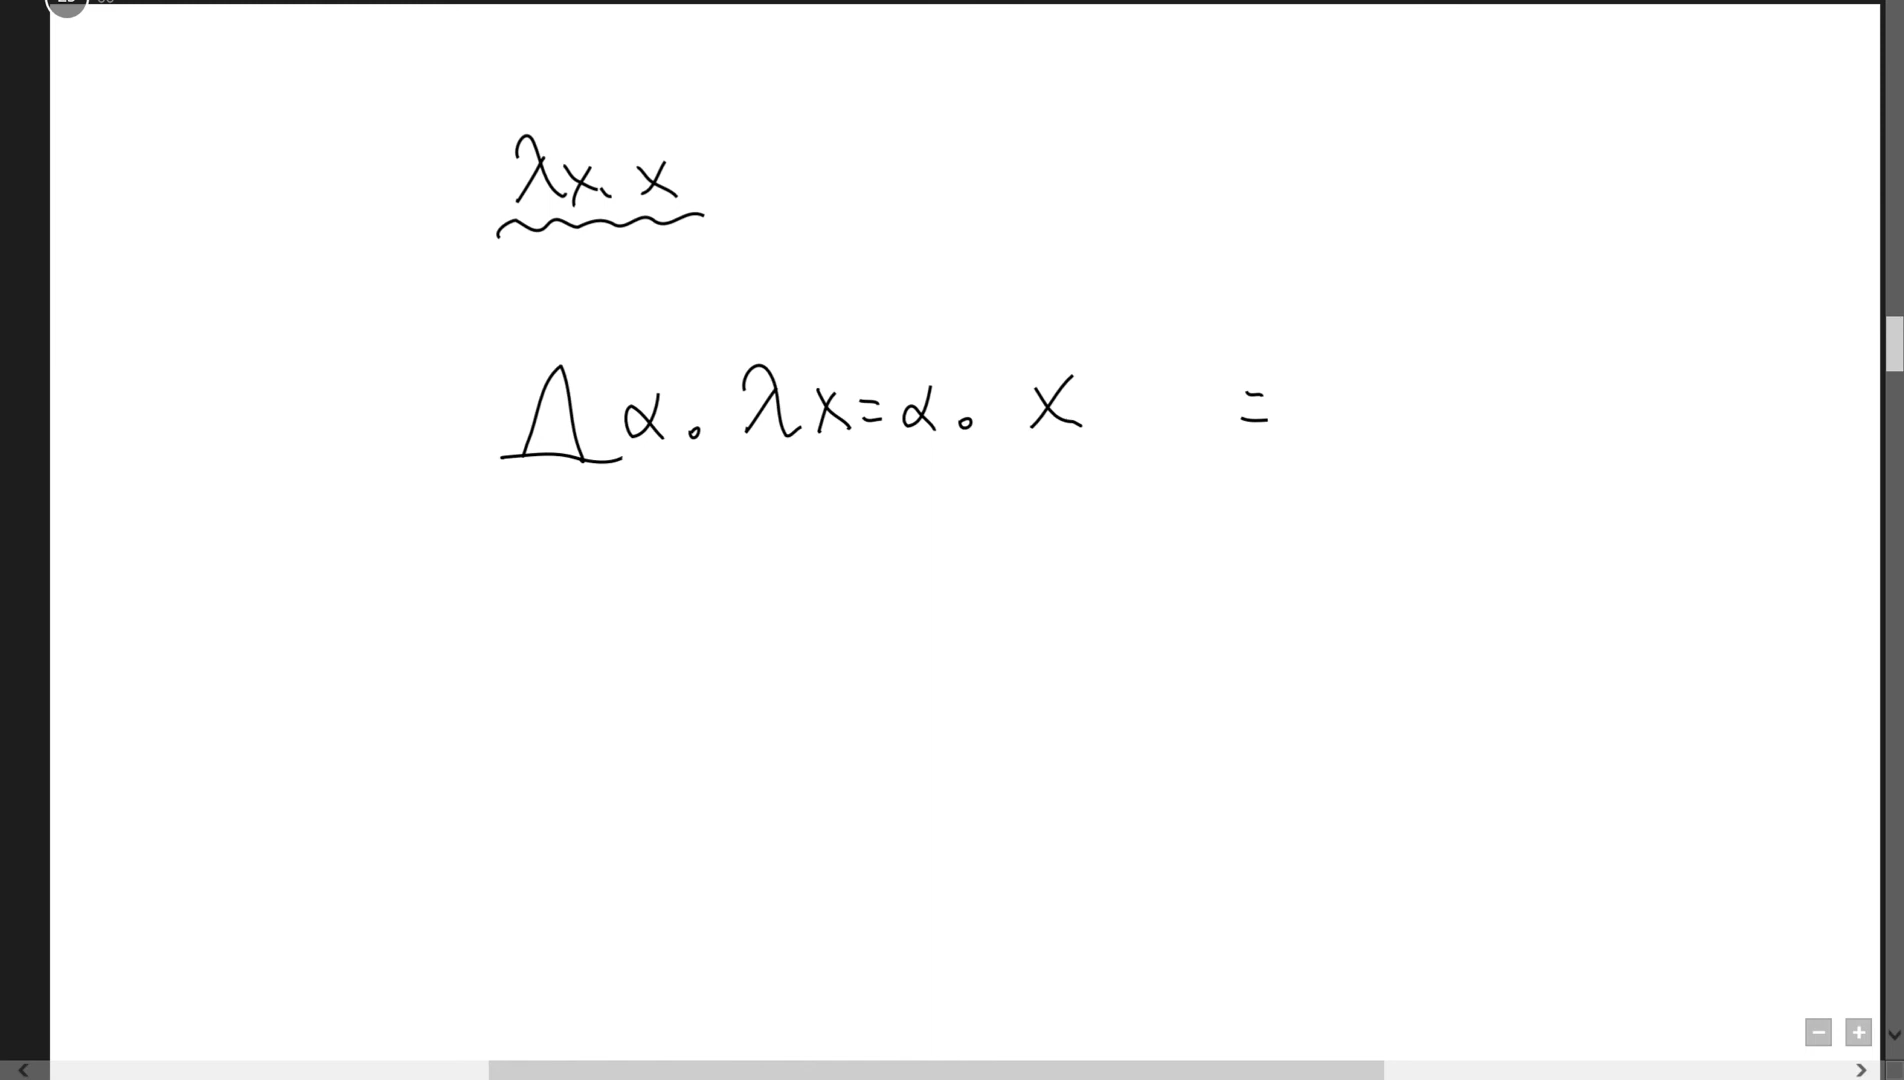 λx. x
Λα. λx=α. x =